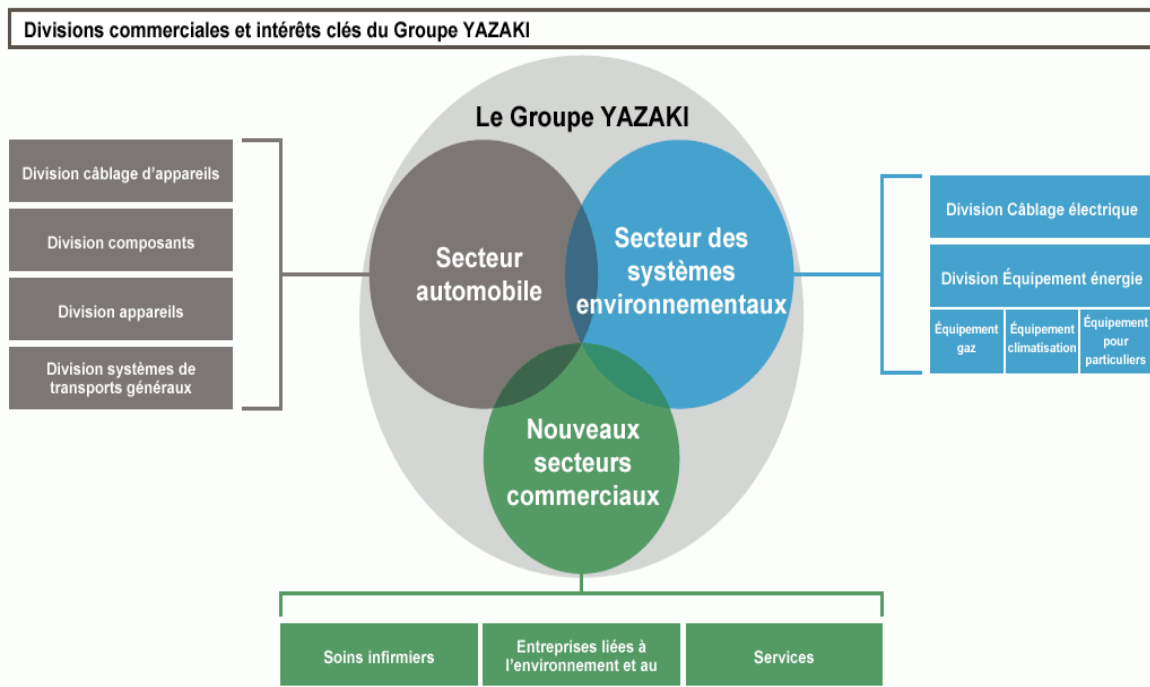 Divisions commerciales et intérêts clés du Groupe YAZAKI
Le Groupe YAZAKI
Division câblage d'appareils
Division composants
Division appareils
Division systèmes de
transports généraux
Secteur
automobile
Secteur des
systèmes
environnementaux
Nouveaux
secteurs
commerciaux
Division Câblage électrique
Division Équipement énergie
Équipement
gaz
Équipement
climatisation
Équipement
pour
particuliers
Soins infirmiers
Entreprises liées à
l'environnement et au
Services